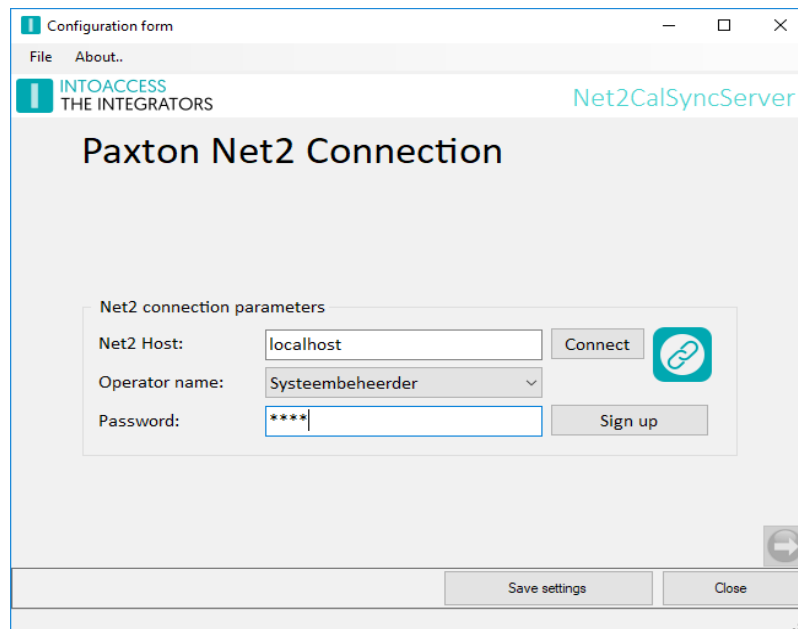 Configuration form
File About..
INTOACCESS
THE INTEGRATORS
Net2CalSyncServer
Paxton Net2 Connection
Net2 connection parameters
Net2 Host: localhost Connect
Operator name: Systeembeheerder
Password: **** Sign up
Save settings Close